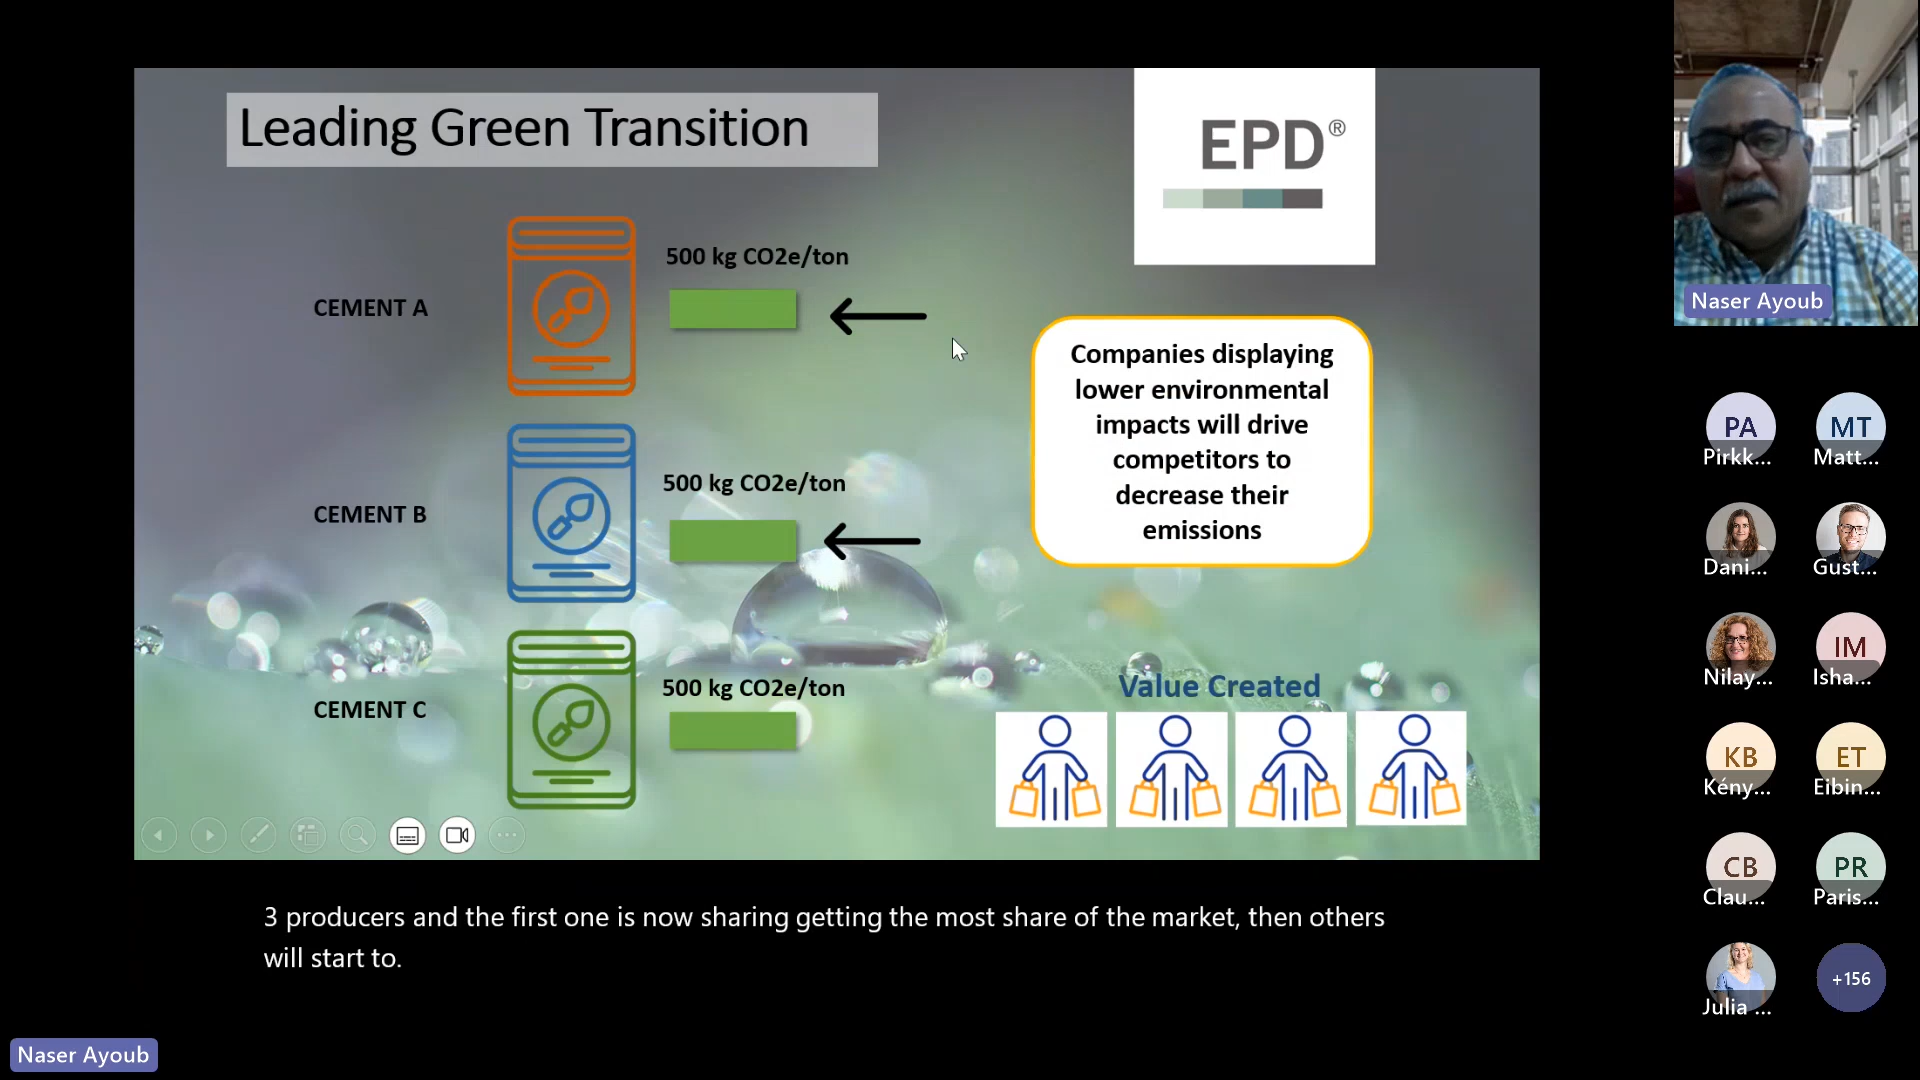 Leading Green Transition
EPD®
500 kg CO2e/ton
CEMENT A
Companies displaying
lower environmental
impacts will drive
competitors to
decrease their
emissions
500 kg CO2e/ton
CEMENT B
500 kg CO2e/ton
CEMENT C
Value Created
3 producers and the first one is now sharing getting the most share of the market, then others
will start to.
Naser Ayoub
Naser Ayoub
PA
Pirkk...
MT
Matt...
Dani...
Gust...
Nilay...
IM
Isha...
KB
Kény...
ET
Eibin...
CB
Clau...
PR
Paris...
Julia ...
+156